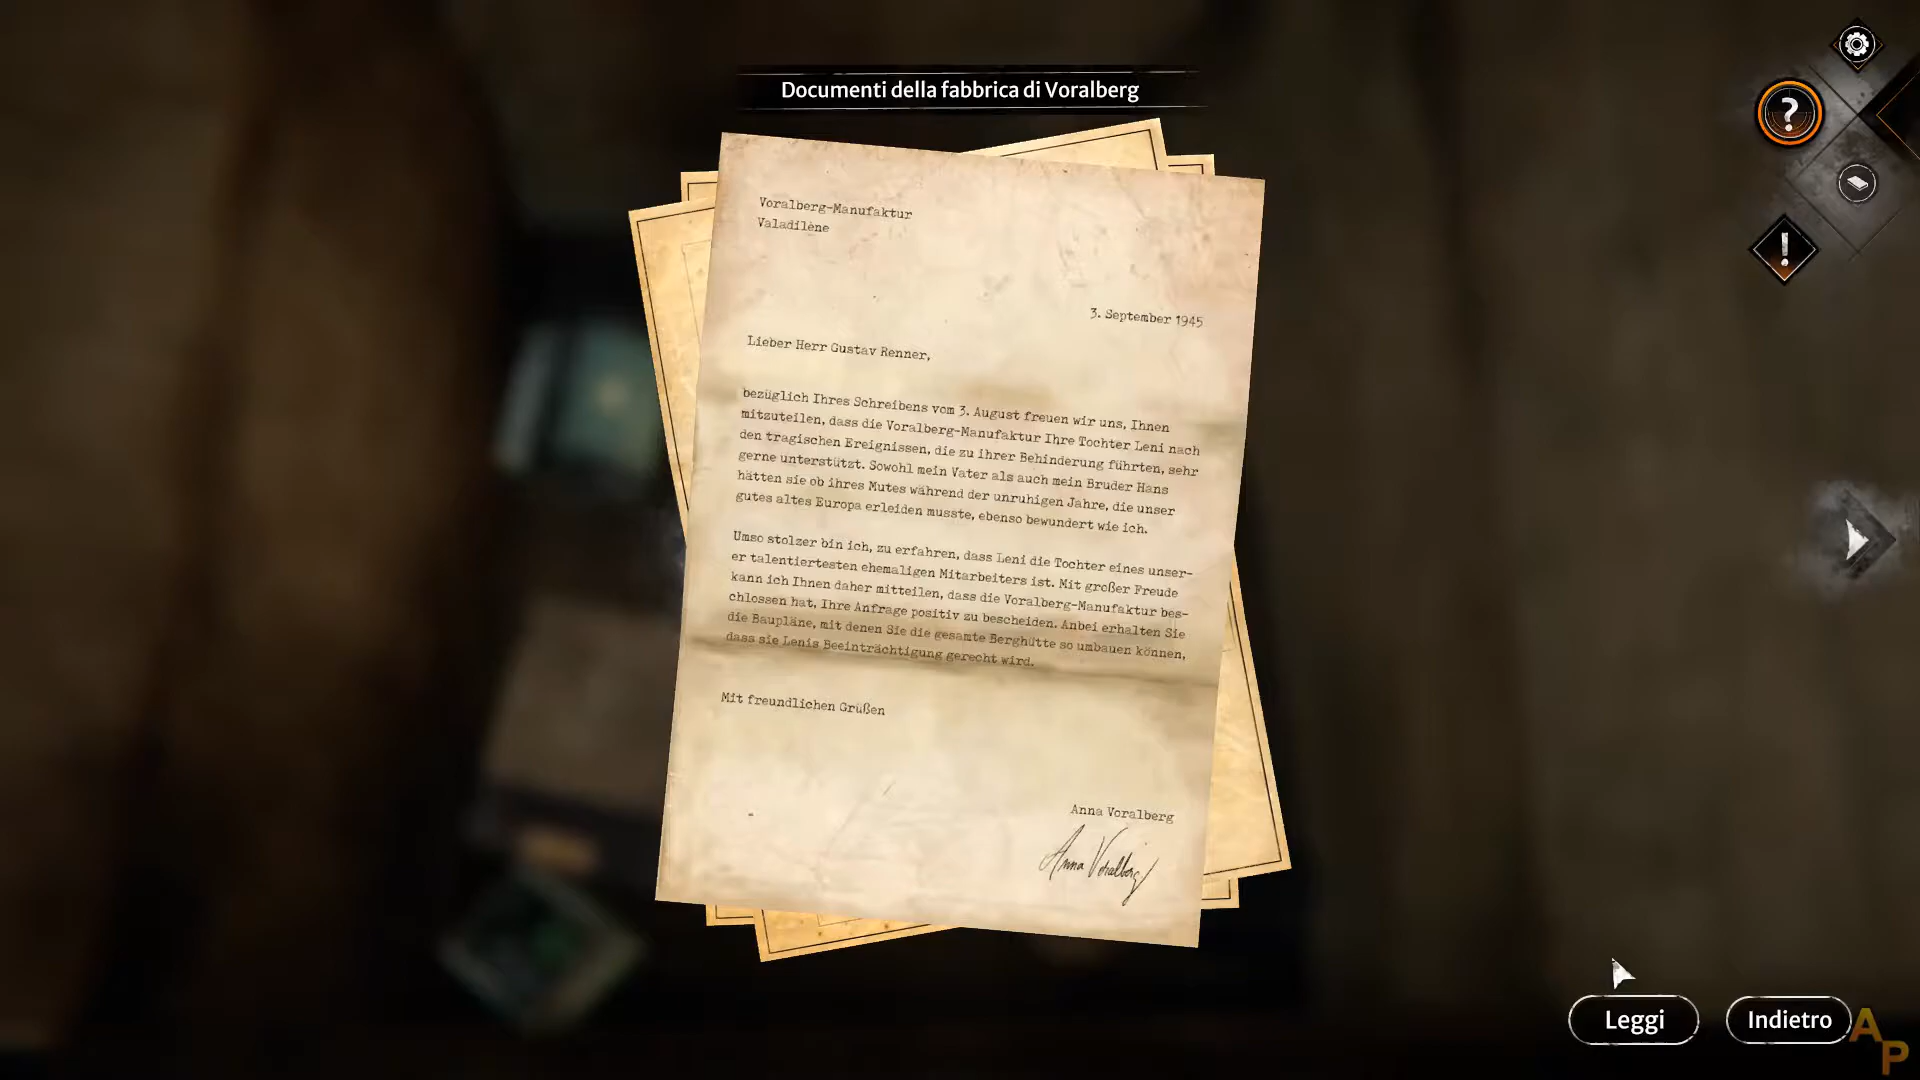 Documenti della fabbrica di Voralberg
Voralberg-Manufaktur
Valadilène
3. September 1945
Lieber Herr Gustav Renner,
bezüglich Ihres Schreibens vom 3. August freuen wir uns, Ihnen
mitzuteilen, dass die Voralberg-Manufaktur Ihre Tochter Leni nach
den tragischen Ereignissen, die zu ihrer Behinderung führten, sehr
gerne unterstützt. Sowohl mein Vater als auch mein Bruder Hans
hätten sie ob ihres Mutes während der unruhigen Jahre, die unser
gutes altes Europa erleiden musste, ebenso bewundert wie ich.
Umso stolzer bin ich, zu erfahren, dass Leni die Tochter eines unser-
er talentiertesten ehemaligen Mitarbeiters ist. Mit großer Freude
kann ich Ihnen daher mitteilen, dass die Voralberg-Manufaktur bes-
chlossen hat, Ihre Anfrage positiv zu bescheiden. Anbei erhalten Sie
die Baupläne, mit denen Sie die gesamte Berghütte so umbauen können,
dass sie Lenis Beeinträchtigung gerecht wird.
Mit freundlichen Grüßen
Anna Voralberg
Anna Voralberg
Leggi
Indietro
A
P